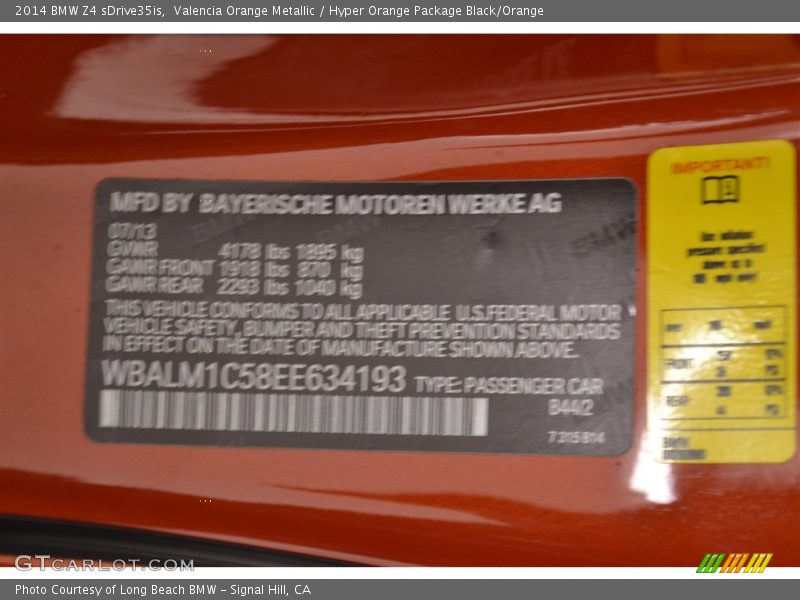 2014 BMW Z4 sDrive35is, Valencia Orange Metallic / Hyper Orange Package Black/Orange
MFD BY BAYERISCHE MOTOREN WERKE AG
07/13
GVWR 4178 lbs 1895 kg
GAWR FRONT 1918 lbs 870 kg
GAWR REAR 2293 lbs 1040 kg
THIS VEHICLE CONFORMS TO ALL APPLICABLE U.S. FEDERAL MOTOR
VEHICLE SAFETY, BUMPER AND THEFT PREVENTION STANDARDS
IN EFFECT ON THE DATE OF MANUFACTURE SHOWN ABOVE.
WBALM1C58EE634193 TYPE: PASSENGER CAR
B44/2
7 315 814
IMPORTANT!
FRONT
REAR
GTCARLOT.COM
Photo Courtesy of Long Beach BMW – Signal Hill, CA